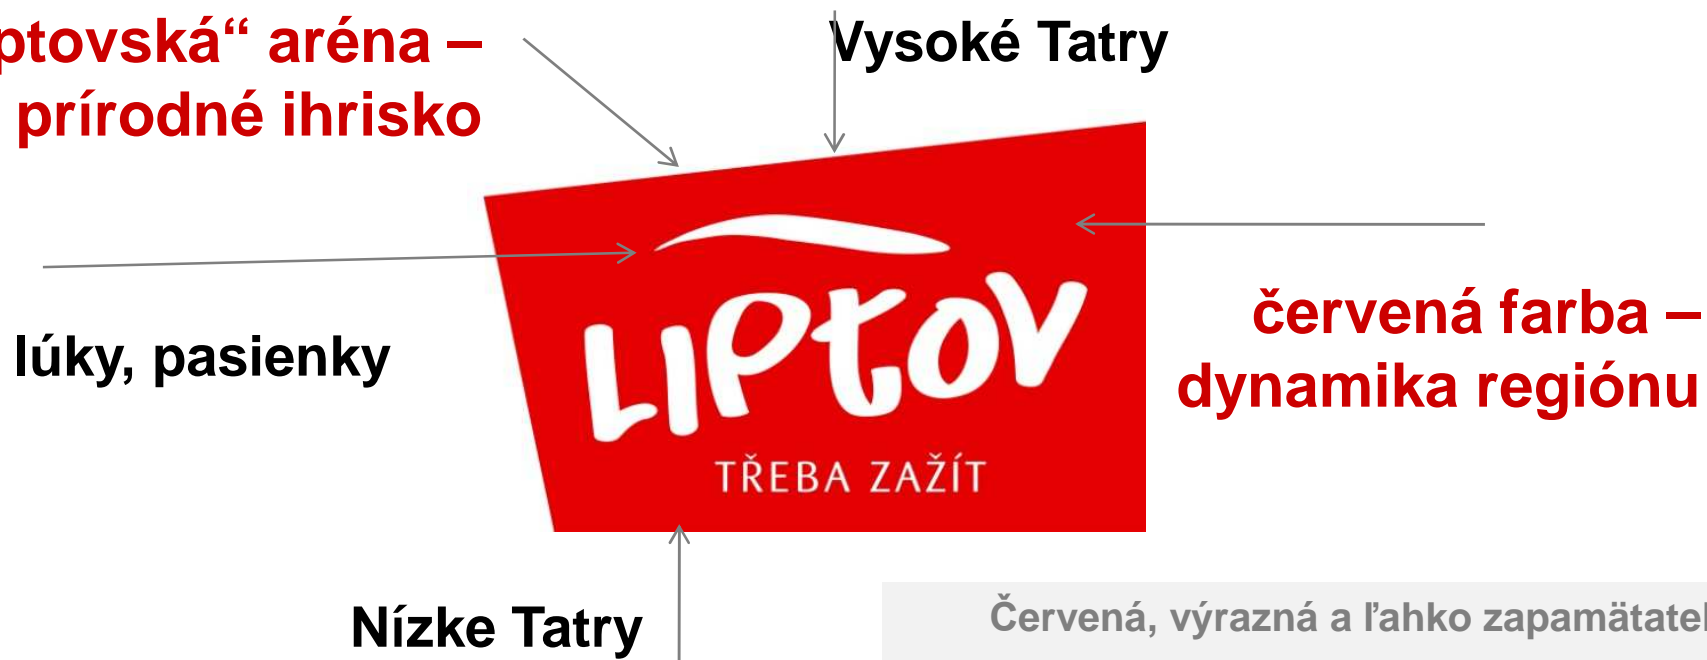 ptovská“ aréna –
prírodné ihrisko
Vysoké Tatry
lúky, pasienky
LIPtov
TŘEBA ZAŽÍT
červená farba –
dynamika regiónu
Nízke Tatry
Červená, výrazná a ľahko zapamätateľ